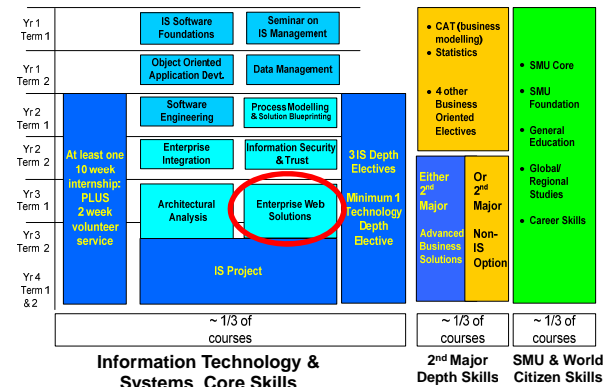 Yr 1
Term 1
IS Software
Foundations
Seminar on
IS Management
Yr 1
Term 2
Object Oriented
Application Devt.
Data Management
Yr 2
Term 1
Software
Engineering
Process Modelling
& Solution Blueprinting
Yr 2
Term 2
Enterprise
Integration
Information Security
& Trust
Yr 3
Term 1
Architectural
Analysis
Enterprise Web
Solutions
Yr 3
Term 2
Yr 4
Term 1
& 2
IS Project
At least one
10 week
internship:
PLUS
2 week
volunteer
service
3 IS Depth
Electives
Minimum 1
Technology
Depth
Elective
• CAT (business
modelling)
• Statistics
• 4 other
Business
Oriented
Electives
Either
2nd
Major
Advanced
Business
Solutions
Or
2nd
Major
Non-
IS
Option
• SMU Core
• SMU
Foundation
• General
Education
• Global/
Regional
Studies
• Career Skills
~ 1/3 of
courses
~ 1/3 of
courses
~ 1/3 of
courses
Information Technology &
Systems Core Skills
2nd Major
Depth Skills
SMU & World
Citizen Skills